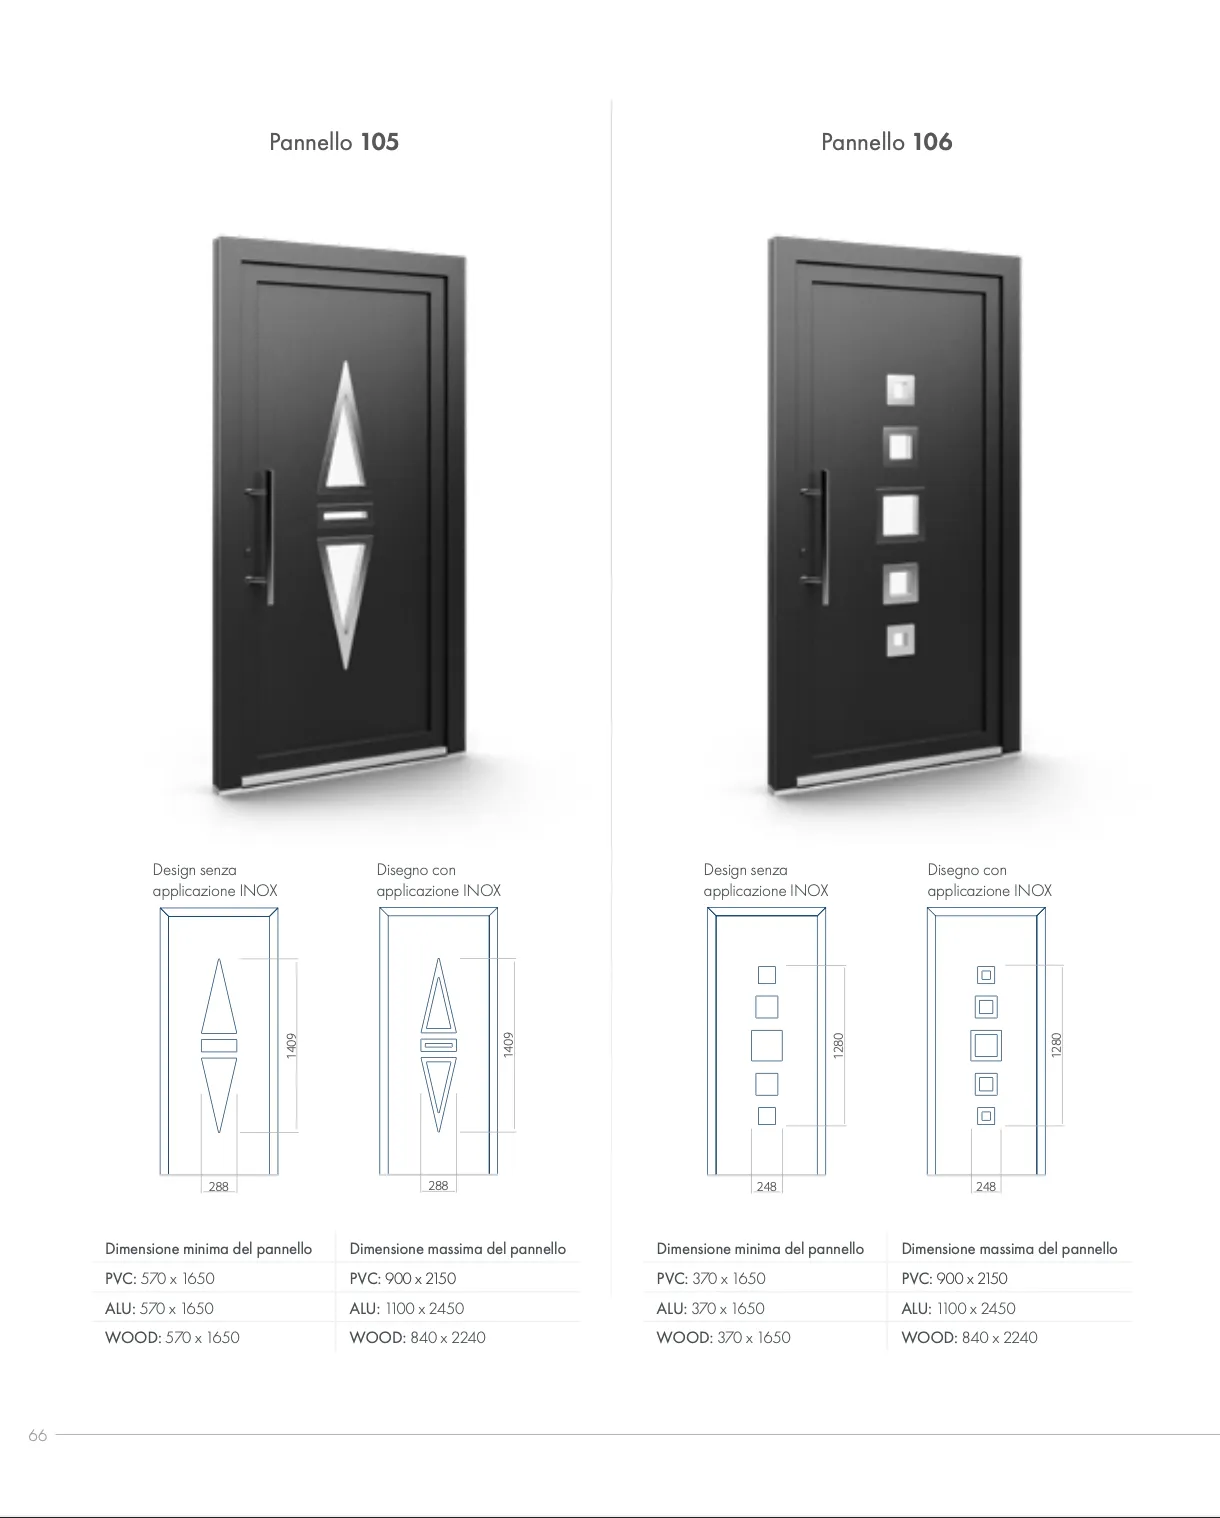 Pannello 105
Design senza
applicazione INOX
Disegno con
applicazione INOX
1409
1409
288
288
Dimensione minima del pannello
Dimensione massima del pannello
PVC: 570 x 1650
PVC: 900 x 2150
ALU: 570 x 1650
ALU: 1100 x 2450
WOOD: 570 x 1650
WOOD: 840 x 2240
Pannello 106
Design senza
applicazione INOX
Disegno con
applicazione INOX
1280
1280
248
248
Dimensione minima del pannello
Dimensione massima del pannello
PVC: 370 x 1650
PVC: 900 x 2150
ALU: 370 x 1650
ALU: 1100 x 2450
WOOD: 370 x 1650
WOOD: 840 x 2240
66